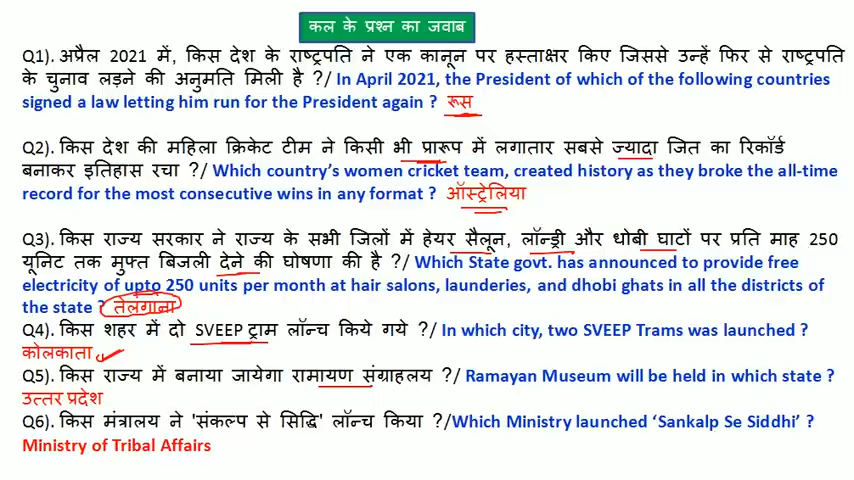 कल के प्रश्न का जवाब
Q1). अप्रैल 2021 में, किस देश के राष्ट्रपति ने एक कानून पर हस्ताक्षर किए जिससे उन्हें फिर से राष्ट्रपति
के चुनाव लड़ने की अनुमति मिली है ?/ In April 2021, the President of which of the following countries
signed a law letting him run for the President again ? रूस
Q2). किस देश की महिला क्रिकेट टीम ने किसी भी प्रारूप में लगातार सबसे ज्यादा जित का रिकॉर्ड
बनाकर इतिहास रचा ?/ Which country's women cricket team, created history as they broke the all-time
record for the most consecutive wins in any format ? ऑस्ट्रेलिया
Q3). किस राज्य सरकार ने राज्य के सभी जिलों में हेयर सैलून, लॉन्ड्री और धोबी घाटों पर प्रति माह 250
यूनिट तक मुफ्त बिजली देने की घोषणा की है ?/ Which State govt. has announced to provide free
electricity of upto 250 units per month at hair salons, launderies, and dhobi ghats in all the districts of
the state ? तेलंगाना
Q4). किस शहर में दो SVEEP ट्राम लॉन्च किये गये ?/ In which city, two SVEEP Trams was launched ?
कोलकाता
Q5). किस राज्य में बनाया जायेगा रामायण संग्राहलय ?/ Ramayan Museum will be held in which state ?
उत्तर प्रदेश
Q6). किस मंत्रालय ने 'संकल्प से सिद्धि' लॉन्च किया ?/Which Ministry launched ‘Sankalp Se Siddhi’ ?
Ministry of Tribal Affairs